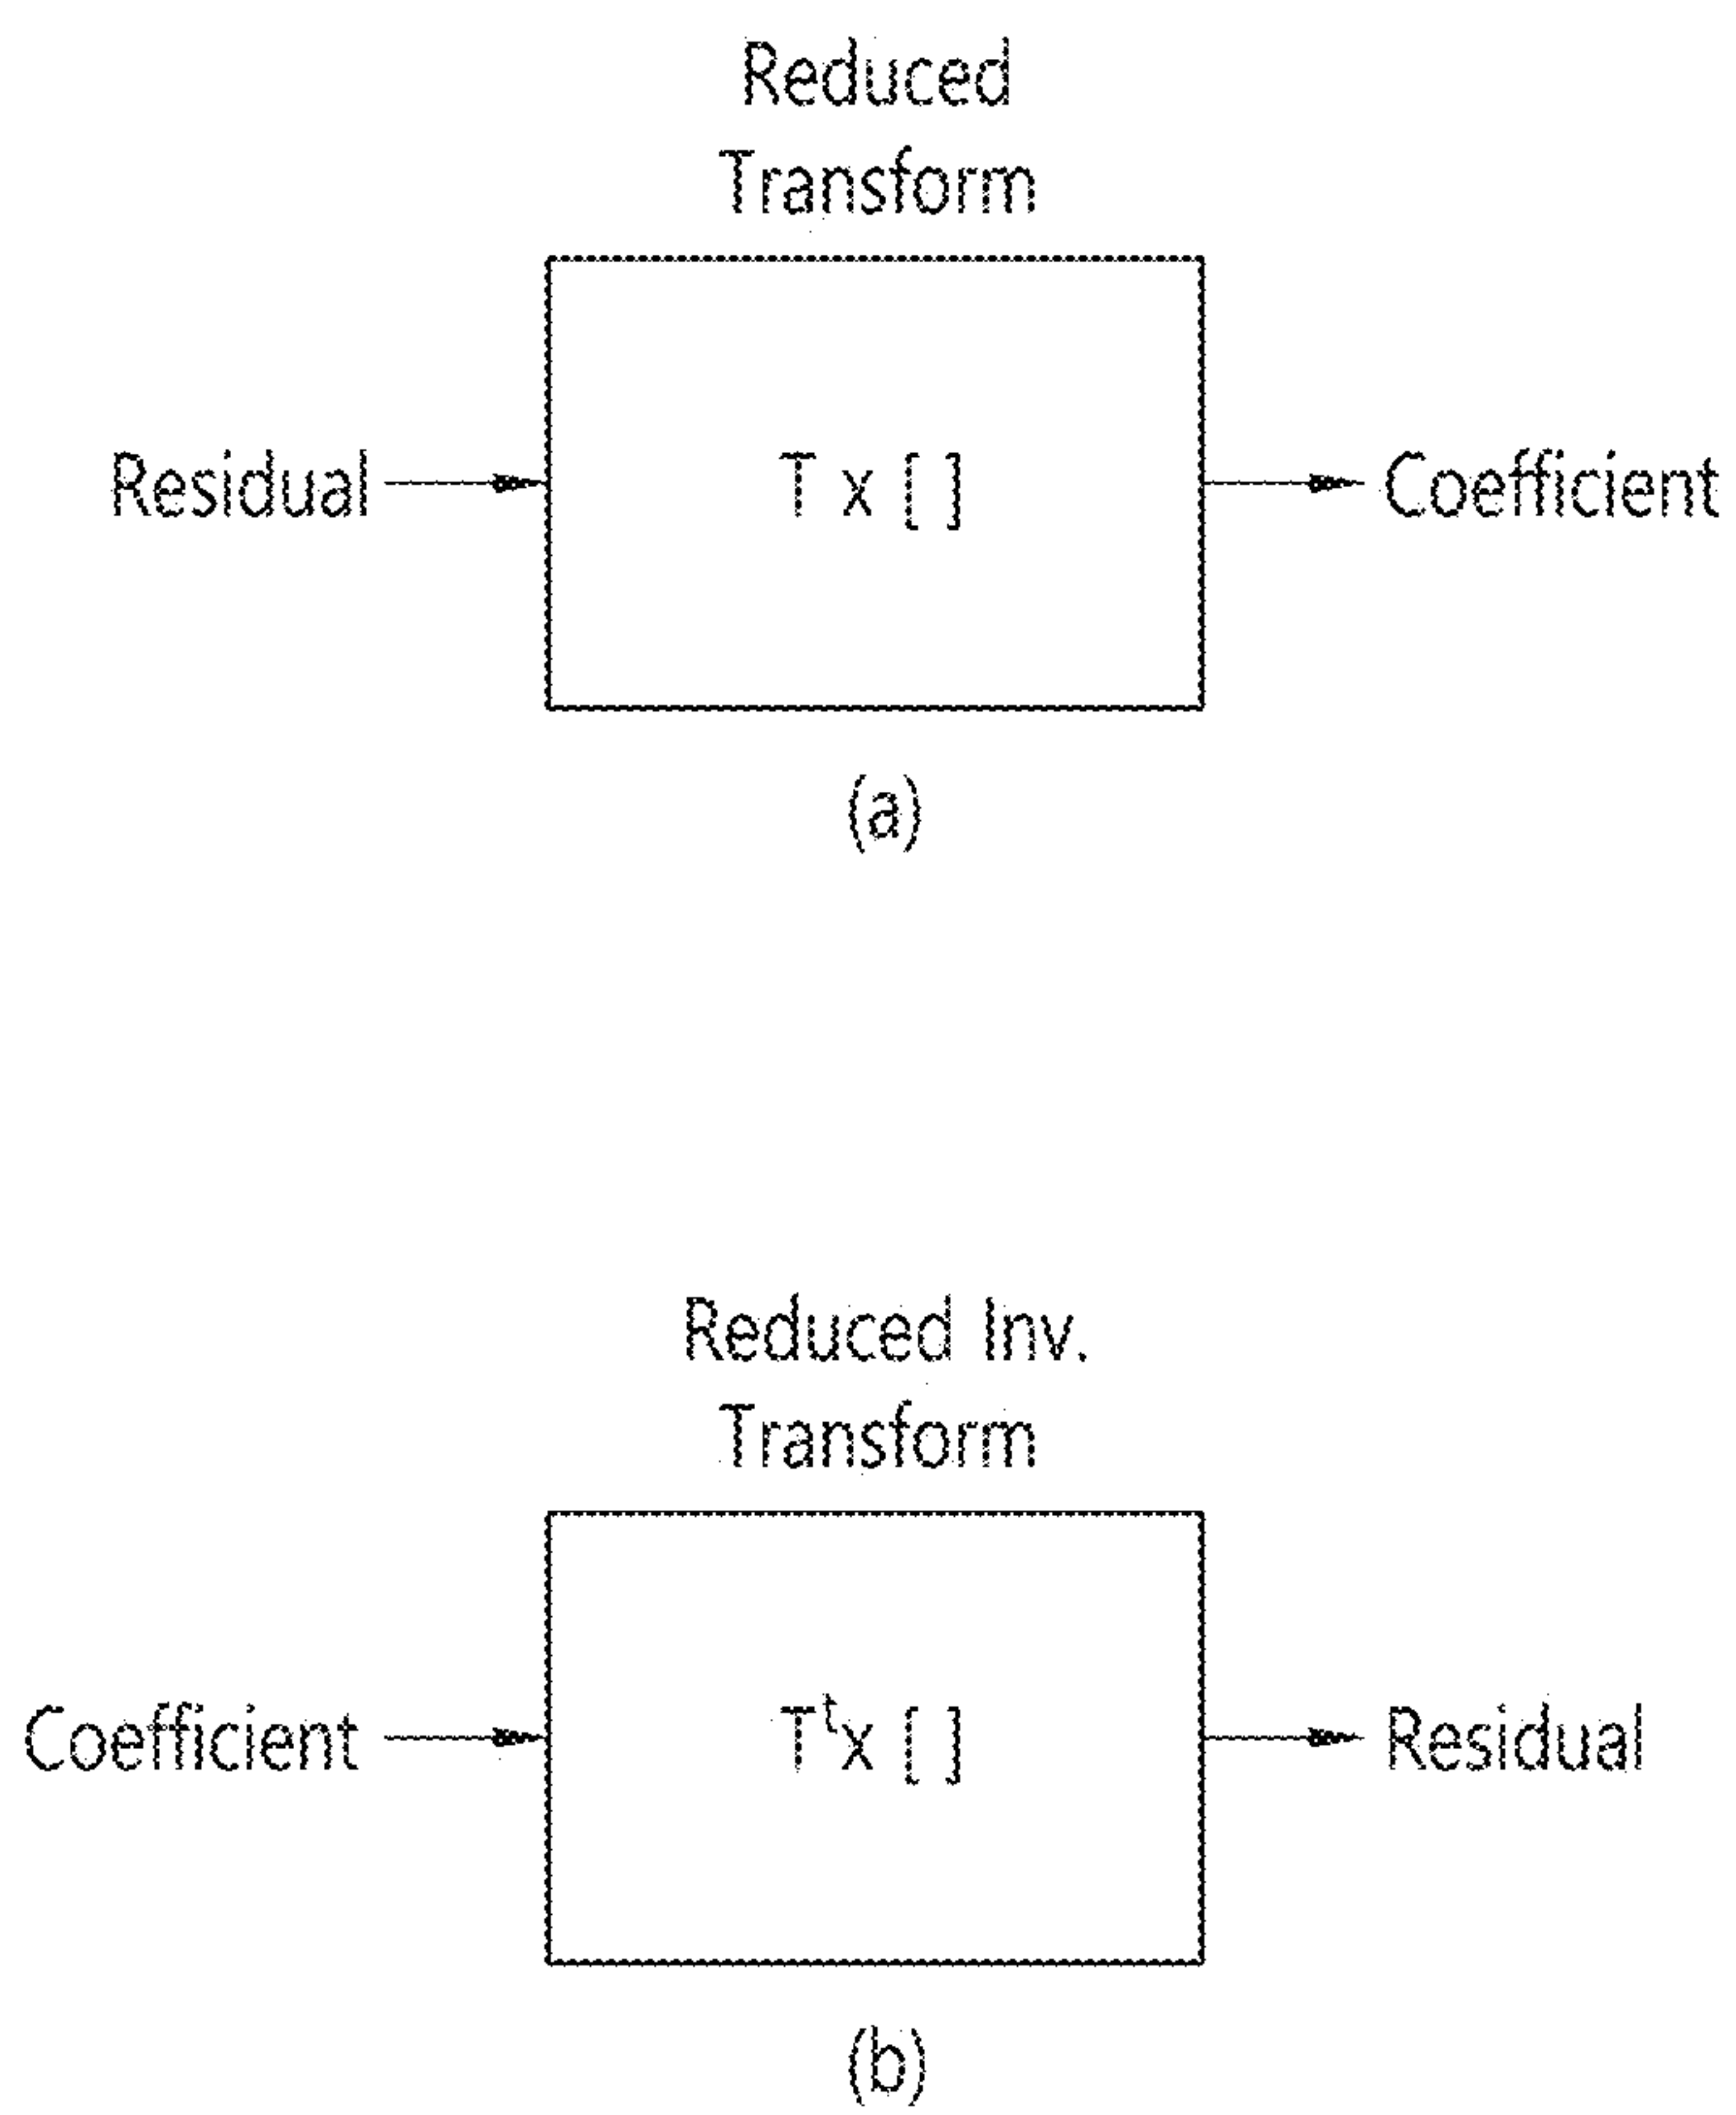 Reduced
Transform
Residual
T x [ ]
Coefficient
(a)
Reduced Inv.
Transform
Coefficient
Tᵗx [ ]
Residual
(b)